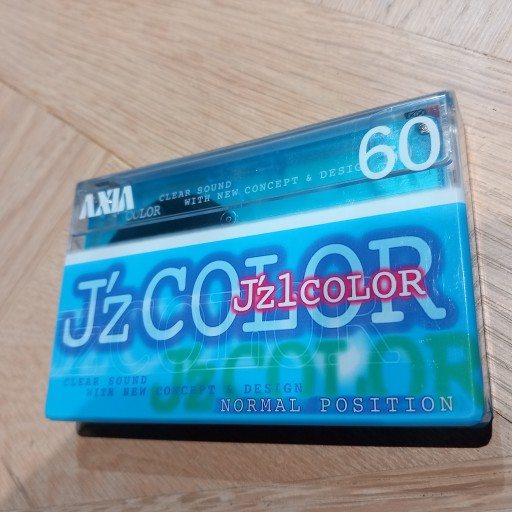 60
AXIA
COLOR
CLEAR SOUND
WITH NEW CONCEPT & DESIGN
J'z COLOR
J'z1COLOR
J'z COLOR
CLEAR SOUND
WITH NEW CONCEPT & DESIGN
NORMAL POSITION